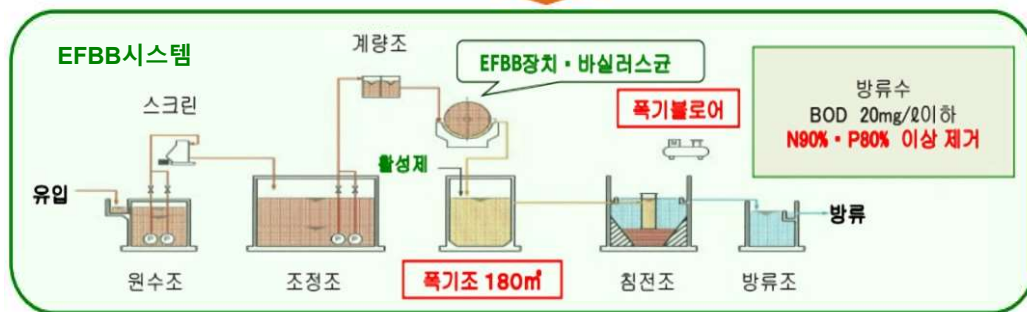 EFBB시스템
계량조
EFBB장치・바실러스균
스크린
폭기블로어
방류수
BOD 20mg/ℓ이하
N90%・P80% 이상 제거
유입
활성제
방류
P P
P P
원수조
조정조
폭기조 180㎥
침전조
방류조